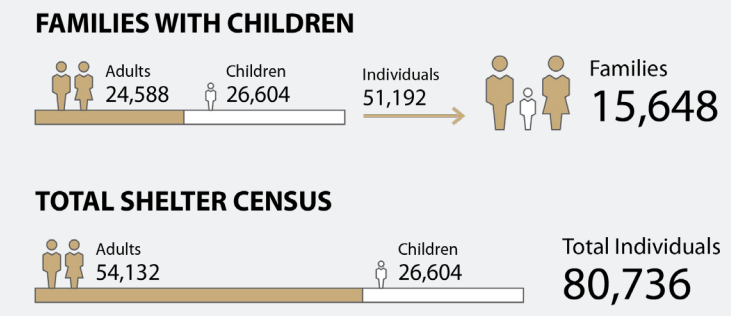 FAMILIES WITH CHILDREN
Adults
24,588
Children
26,604
Individuals
51,192
Families
15,648
TOTAL SHELTER CENSUS
Adults
54,132
Children
26,604
Total Individuals
80,736